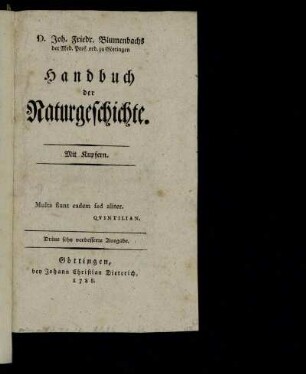 D. Joh. Friedr. Blumenbachs
der Med. Prof. ord. zu Göttingen
Handbuch
der
Naturgeschichte.
Mit Kupfern.
Multa fiunt eadem sed aliter.
QVINTILIAN.
Dritte sehr verbesserte Ausgabe.
Göttingen,
bey Johann Christian Dieterich.
1788.